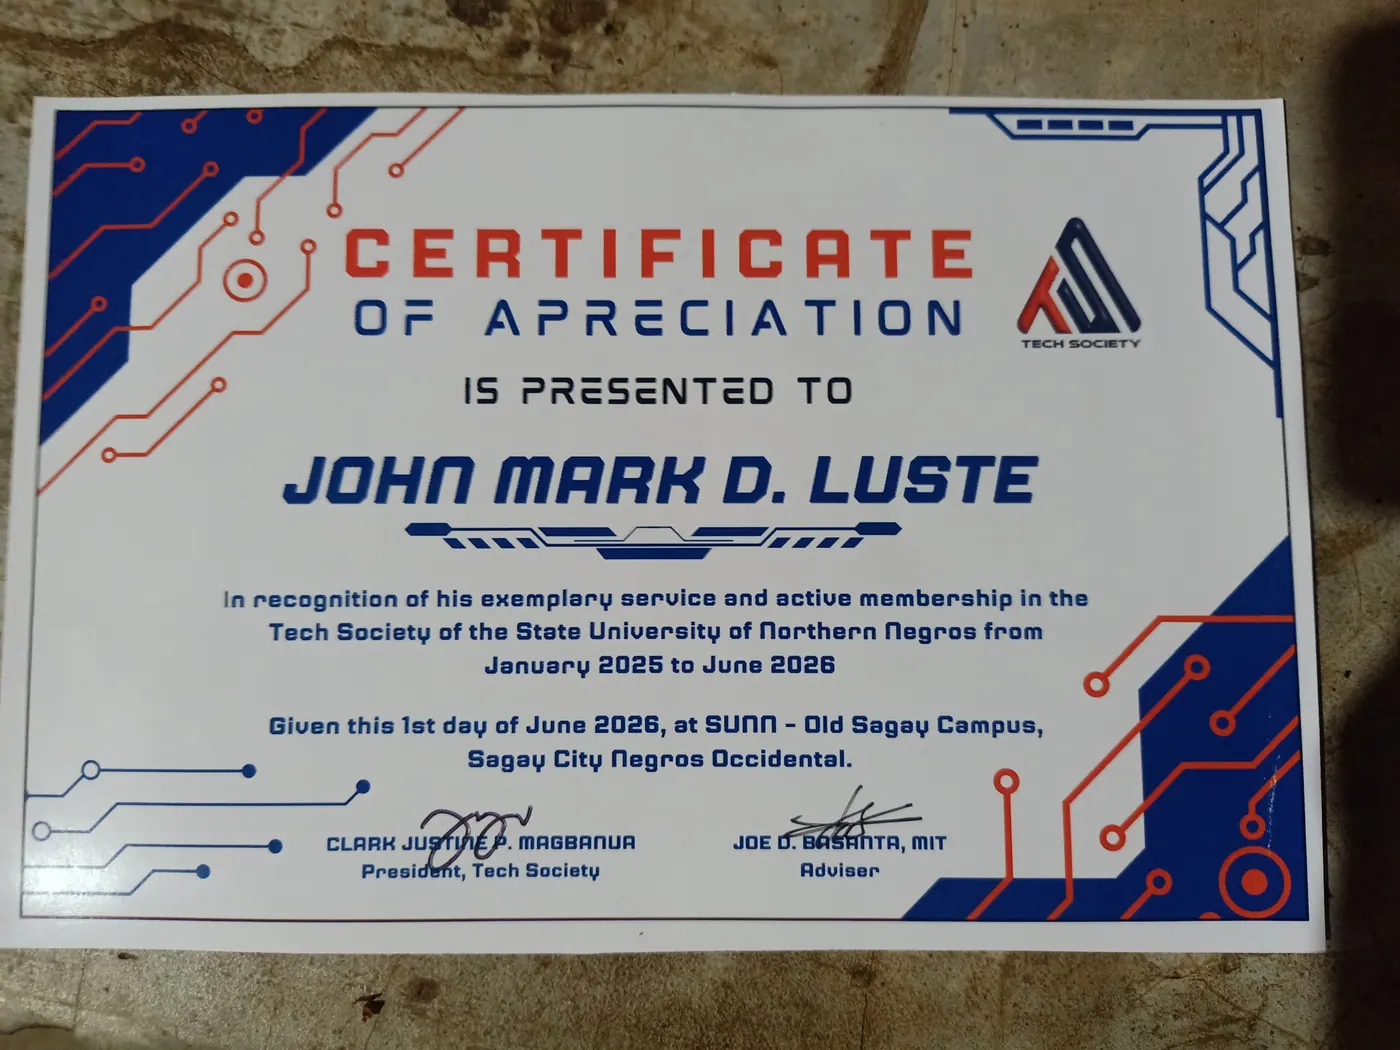 CERTIFICATE
OF APRECIATION
TECH SOCIETY
IS PRESENTED TO
JOHN MARK D. LUSTE
In recognition of his exemplary service and active membership in the
Tech Society of the State University of Northern Negros from
January 2025 to June 2026
Given this 1st day of June 2026, at SUNN - Old Sagay Campus,
Sagay City Negros Occidental.
CLARK JUSTINE P. MAGBANUA
President, Tech Society
JOE D. BASANTA, MIT
Adviser